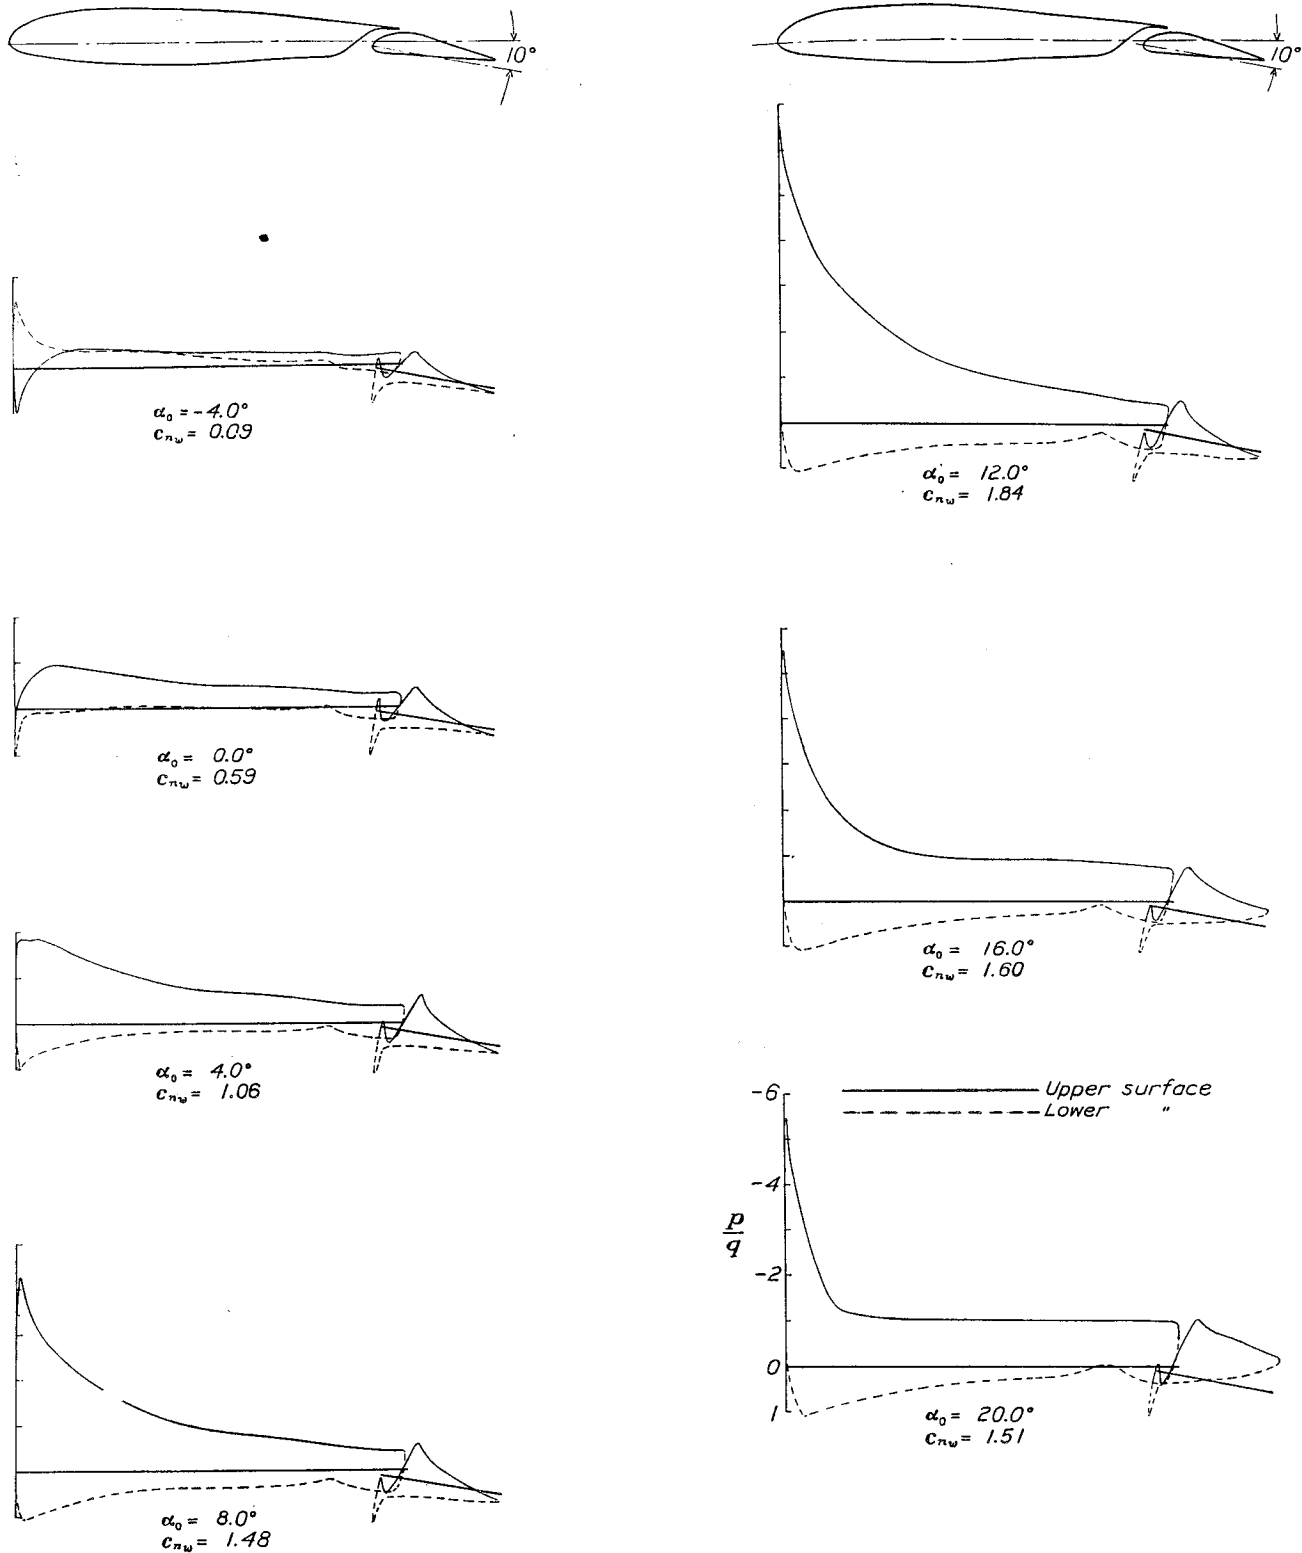 10°
10°
α₀ = -4.0°
cₙw = 0.09
α₀ = 0.0°
cₙw = 0.59
α₀ = 4.0°
cₙw = 1.06
α₀ = 8.0°
cₙw = 1.48
α₀ = 12.0°
cₙw = 1.84
α₀ = 16.0°
cₙw = 1.60
Upper surface
Lower "
-6
-4
p/q
-2
0
1
α₀ = 20.0°
cₙw = 1.51